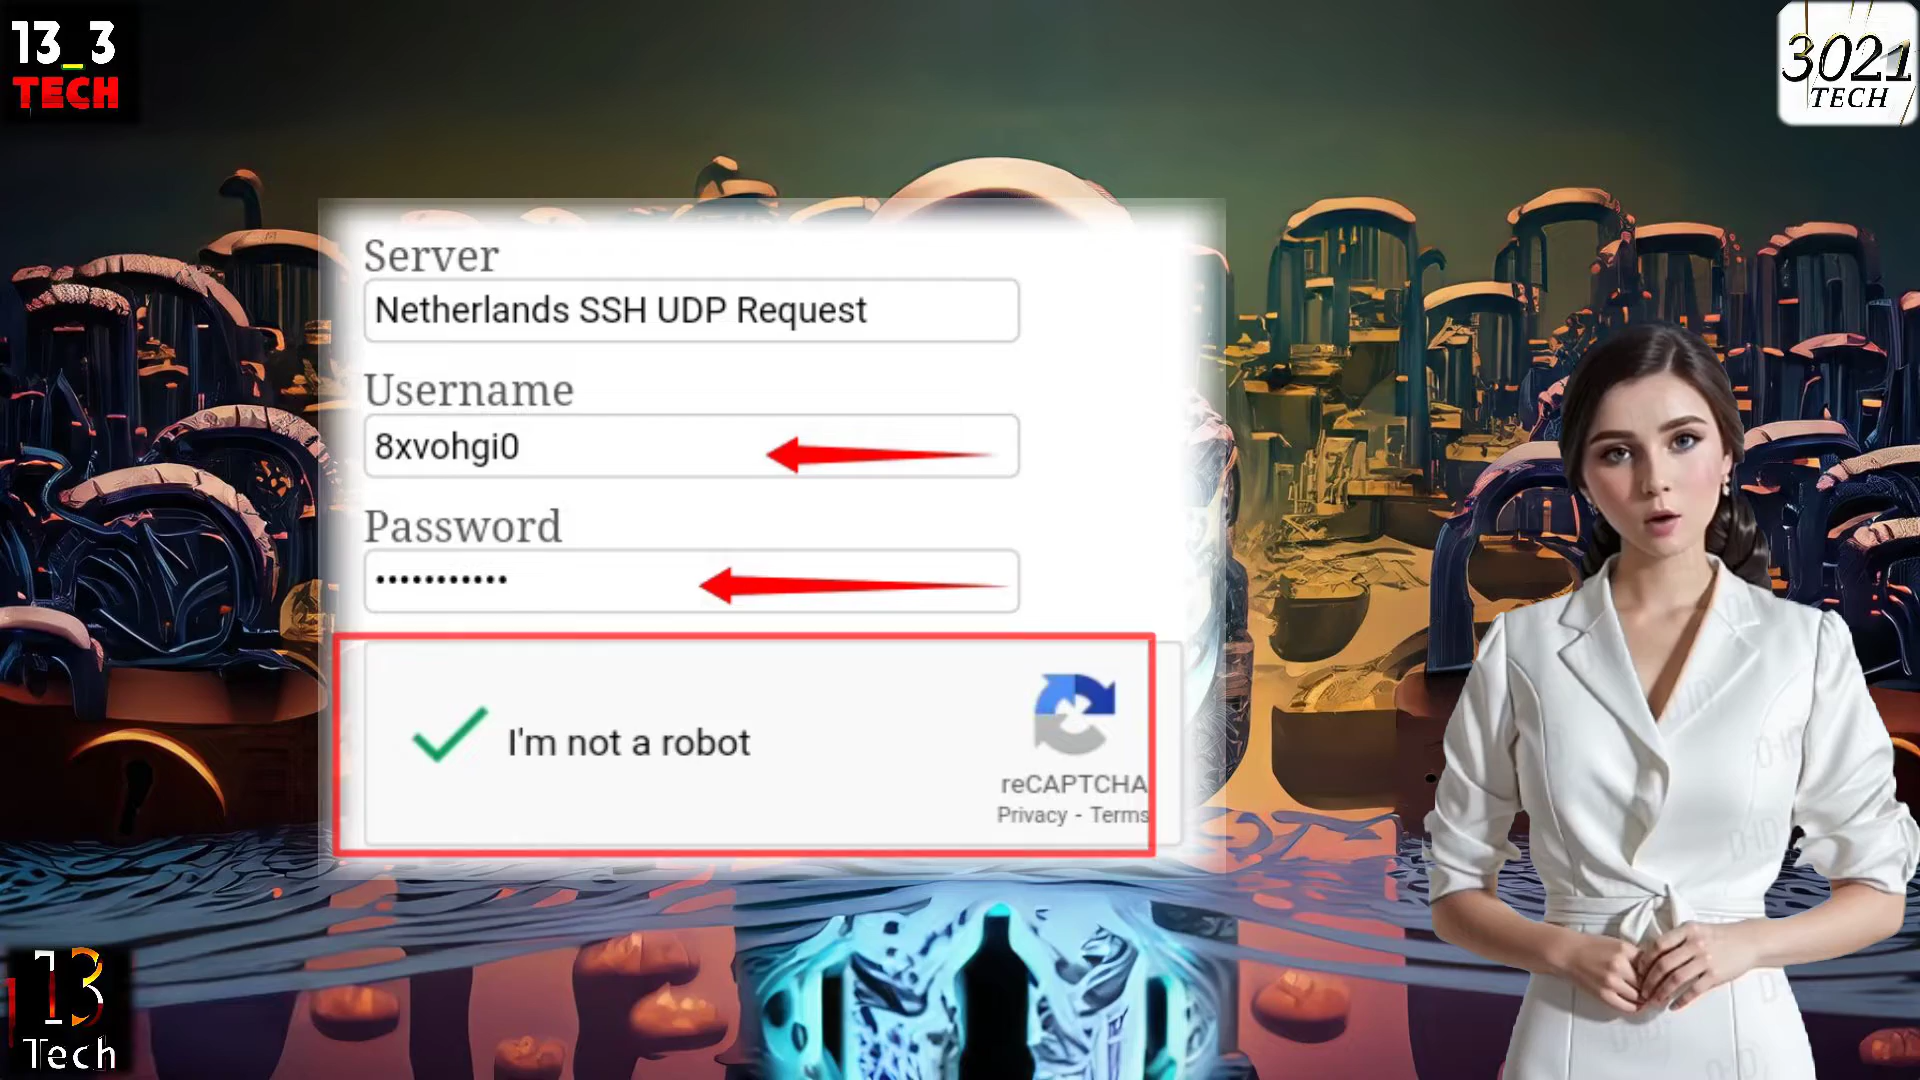 13_3
TECH
3021
TECH
Server
Netherlands SSH UDP Request
Username
8xvohgi0
Password
•••••••••••
I'm not a robot
reCAPTCHA
Privacy - Terms
13
Tech